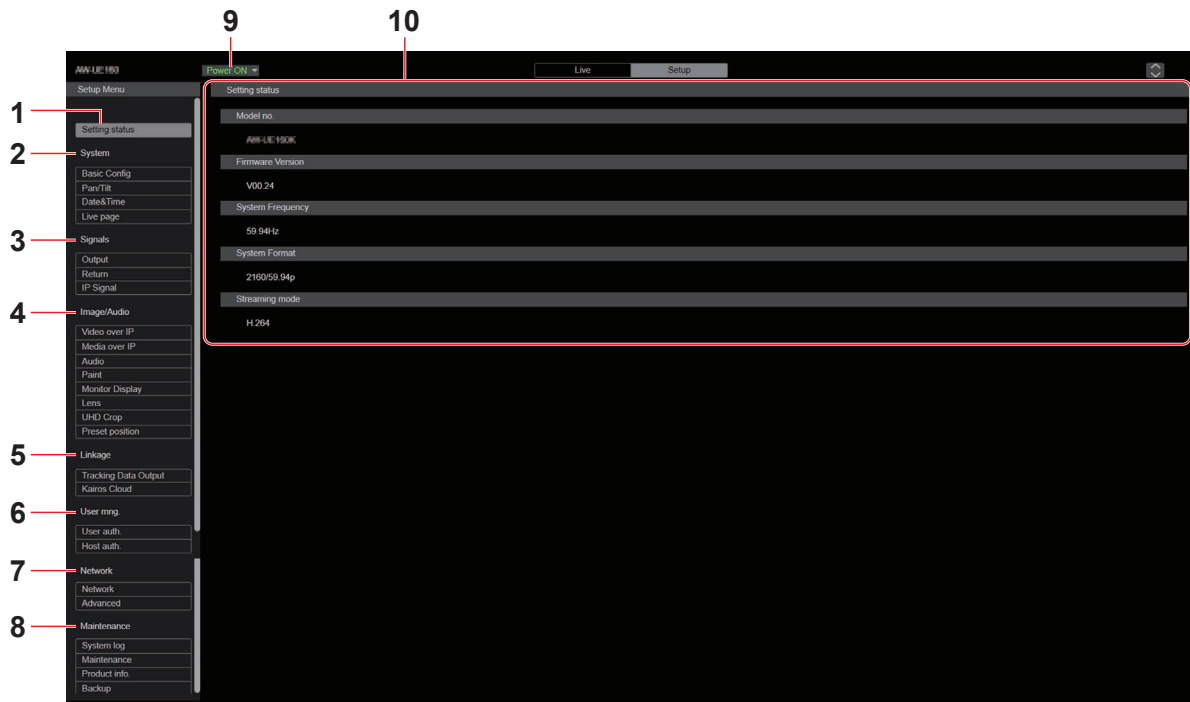 9
10
Power ON
Live
Setup
Setup Menu
Setting status
1
Setting status
2
System
Basic Config
Pan/Tilt
Date&Time
Live page
3
Signals
Output
Return
IP Signal
4
Image/Audio
Video over IP
Media over IP
Audio
Paint
Monitor Display
Lens
UHD Crop
Preset position
5
Linkage
Tracking Data Output
Kairos Cloud
6
User mng.
User auth.
Host auth.
7
Network
Network
Advanced
8
Maintenance
System log
Maintenance
Product info.
Backup
Model no.
Firmware Version
V00.24
System Frequency
59.94Hz
System Format
2160/59.94p
Streaming mode
H.264